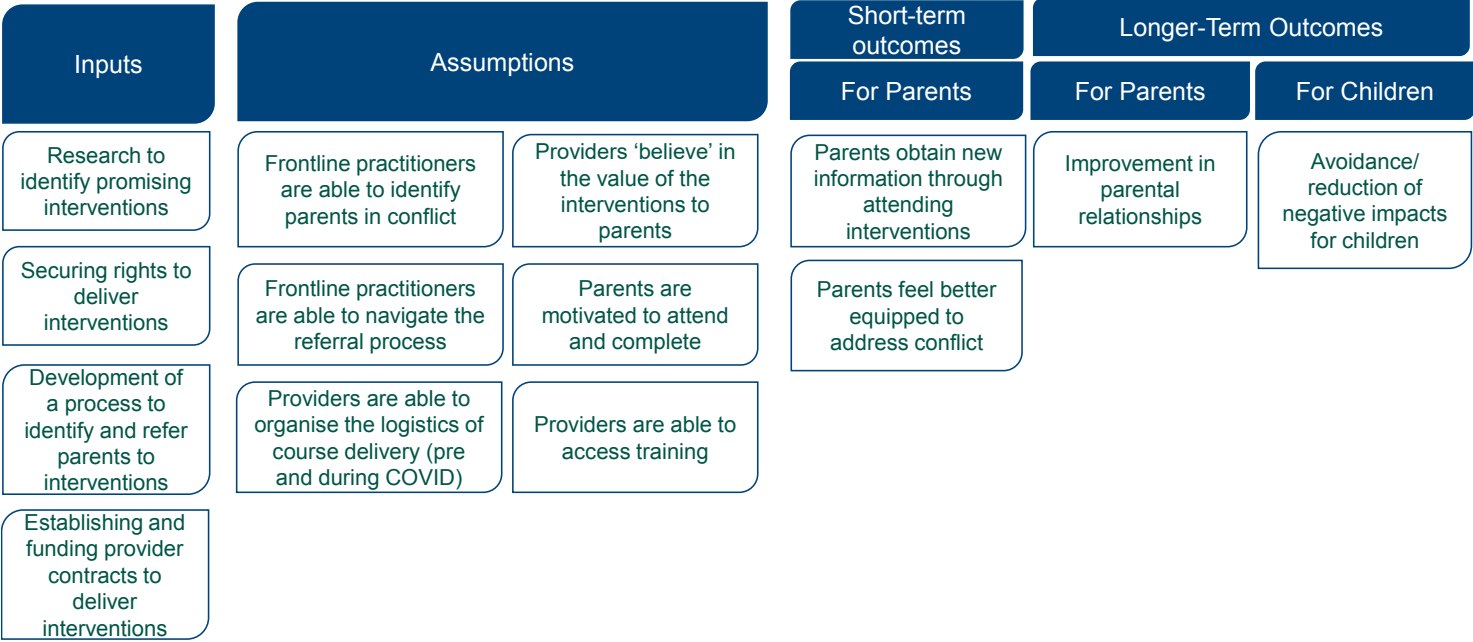 Inputs
Research to
identify promising
interventions
Securing rights to
deliver
interventions
Development of
a process to
identify and refer
parents to
interventions
Establishing and
funding provider
contracts to
deliver
interventions
Assumptions
Frontline practitioners
are able to identify
parents in conflict
Providers ‘believe’ in
the value of the
interventions to
parents
Frontline practitioners
are able to navigate the
referral process
Parents are
motivated to attend
and complete
Providers are able to
organise the logistics of
course delivery (pre
and during COVID)
Providers are able to
access training
Short-term
outcomes
For Parents
Parents obtain new
information through
attending
interventions
Parents feel better
equipped to
address conflict
Longer-Term Outcomes
For Parents
Improvement in
parental
relationships
For Children
Avoidance/
reduction of
negative impacts
for children